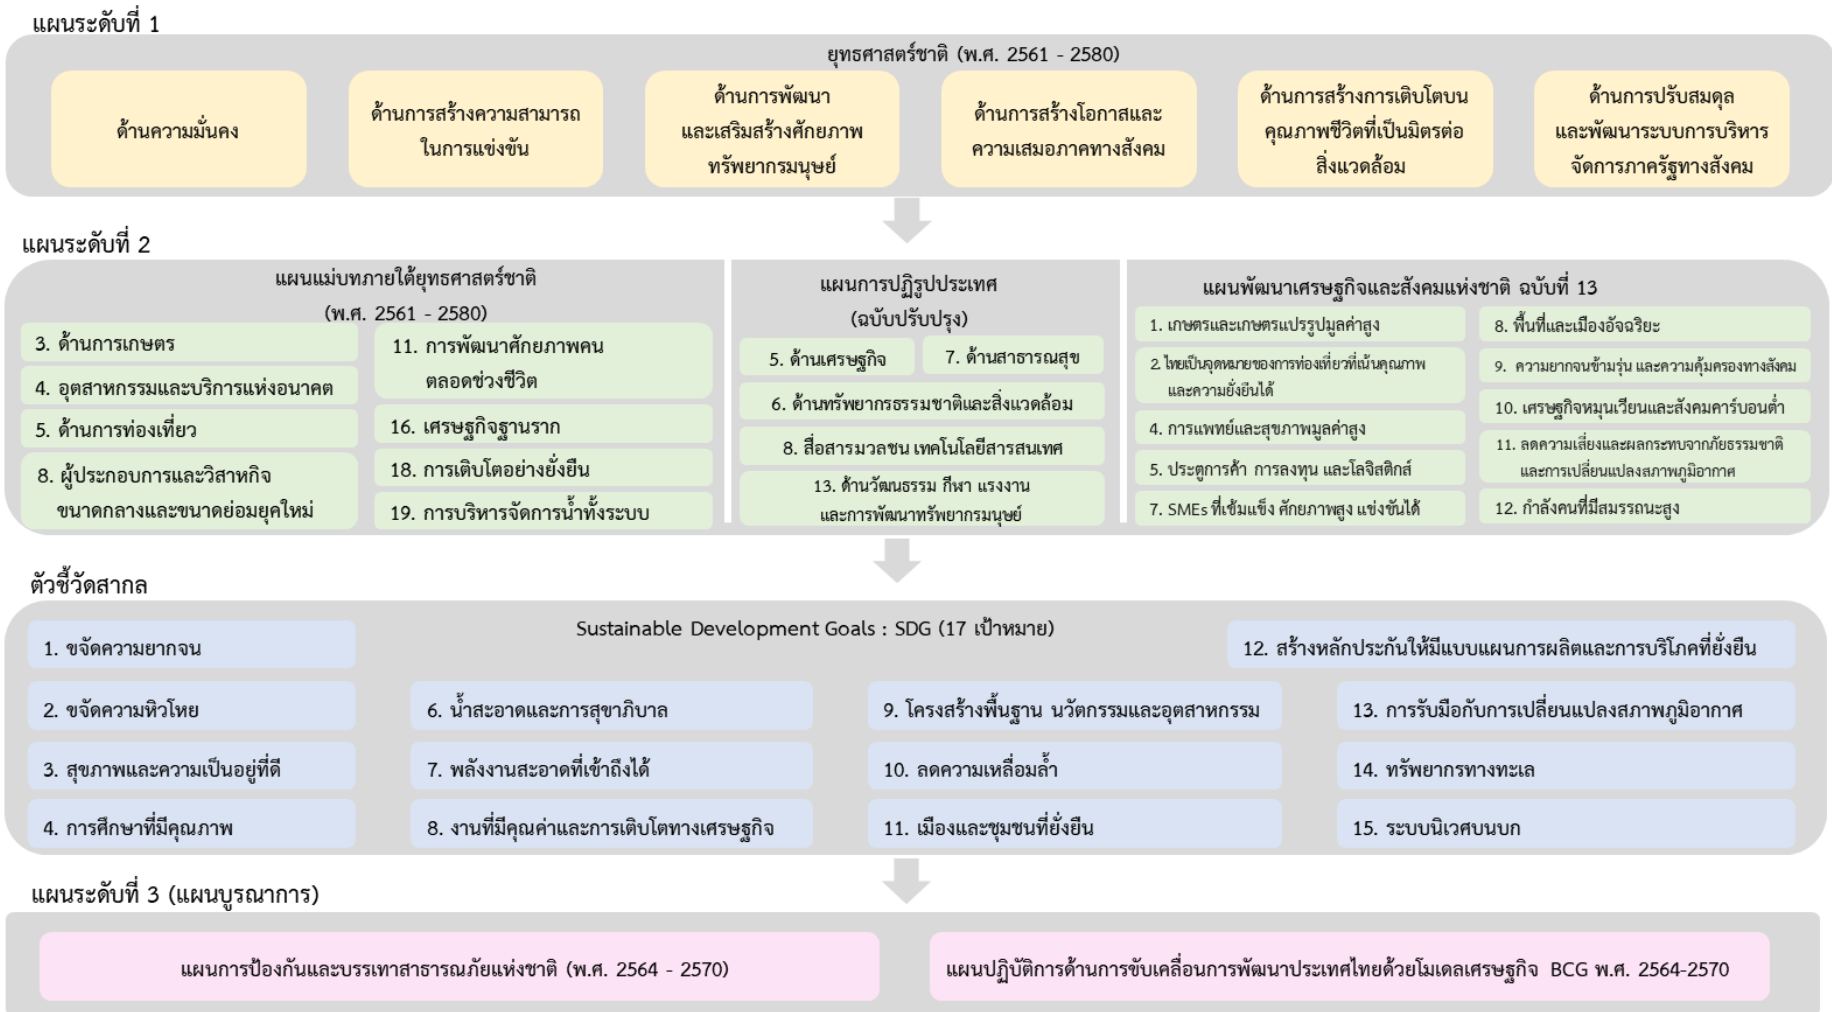 แผนระดับที่ 1
ยุทธศาสตร์ชาติ (พ.ศ. 2561 - 2580)
ด้านความมั่นคง
ด้านการสร้างความสามารถ
ในการแข่งขัน
ด้านการพัฒนา
และเสริมสร้างศักยภาพ
ทรัพยากรมนุษย์
ด้านการสร้างโอกาสและ
ความเสมอภาคทางสังคม
ด้านการสร้างการเติบโตบน
คุณภาพชีวิตที่เป็นมิตรต่อ
สิ่งแวดล้อม
ด้านการปรับสมดุล
และพัฒนาระบบการบริหาร
จัดการภาครัฐทางสังคม
แผนระดับที่ 2
แผนแม่บทภายใต้ยุทธศาสตร์ชาติ
(พ.ศ. 2561 - 2580)
3. ด้านการเกษตร
4. อุตสาหกรรมและบริการแห่งอนาคต
5. ด้านการท่องเที่ยว
8. ผู้ประกอบการและวิสาหกิจ
ขนาดกลางและขนาดย่อมยุคใหม่
11. การพัฒนาศักยภาพคน
ตลอดช่วงชีวิต
16. เศรษฐกิจฐานราก
18. การเติบโตอย่างยั่งยืน
19. การบริหารจัดการน้ำทั้งระบบ
แผนการปฏิรูปประเทศ
(ฉบับปรับปรุง)
5. ด้านเศรษฐกิจ
7. ด้านสาธารณสุข
6. ด้านทรัพยากรธรรมชาติและสิ่งแวดล้อม
8. สื่อสารมวลชน เทคโนโลยีสารสนเทศ
13. ด้านวัฒนธรรม กีฬา แรงงาน
และการพัฒนาทรัพยากรมนุษย์
แผนพัฒนาเศรษฐกิจและสังคมแห่งชาติ ฉบับที่ 13
1. เกษตรและเกษตรแปรรูปมูลค่าสูง
2. ไทยเป็นจุดหมายของการท่องเที่ยวที่เน้นคุณภาพ
และความยั่งยืนได้
4. การแพทย์และสุขภาพมูลค่าสูง
5. ประตูการค้า การลงทุน และโลจิสติกส์
7. SMEs ที่เข้มแข็ง ศักยภาพสูง แข่งขันได้
8. พื้นที่และเมืองอัจฉริยะ
9. ความยากจนข้ามรุ่น และความคุ้มครองทางสังคม
10. เศรษฐกิจหมุนเวียนและสังคมคาร์บอนต่ำ
11. ลดความเสี่ยงและผลกระทบจากภัยธรรมชาติ
และการเปลี่ยนแปลงสภาพภูมิอากาศ
12. กำลังคนที่มีสมรรถนะสูง
ตัวชี้วัดสากล
Sustainable Development Goals : SDG (17 เป้าหมาย)
1. ขจัดความยากจน
2. ขจัดความหิวโหย
3. สุขภาพและความเป็นอยู่ที่ดี
4. การศึกษาที่มีคุณภาพ
6. น้ำสะอาดและการสุขาภิบาล
7. พลังงานสะอาดที่เข้าถึงได้
8. งานที่มีคุณค่าและการเติบโตทางเศรษฐกิจ
9. โครงสร้างพื้นฐาน นวัตกรรมและอุตสาหกรรม
10. ลดความเหลื่อมล้ำ
11. เมืองและชุมชนที่ยั่งยืน
12. สร้างหลักประกันให้มีแบบแผนการผลิตและการบริโภคที่ยั่งยืน
13. การรับมือกับการเปลี่ยนแปลงสภาพภูมิอากาศ
14. ทรัพยากรทางทะเล
15. ระบบนิเวศบนบก
แผนระดับที่ 3 (แผนบูรณาการ)
แผนการป้องกันและบรรเทาสาธารณภัยแห่งชาติ (พ.ศ. 2564 - 2570)
แผนปฏิบัติการด้านการขับเคลื่อนการพัฒนาประเทศไทยด้วยโมเดลเศรษฐกิจ BCG พ.ศ. 2564-2570